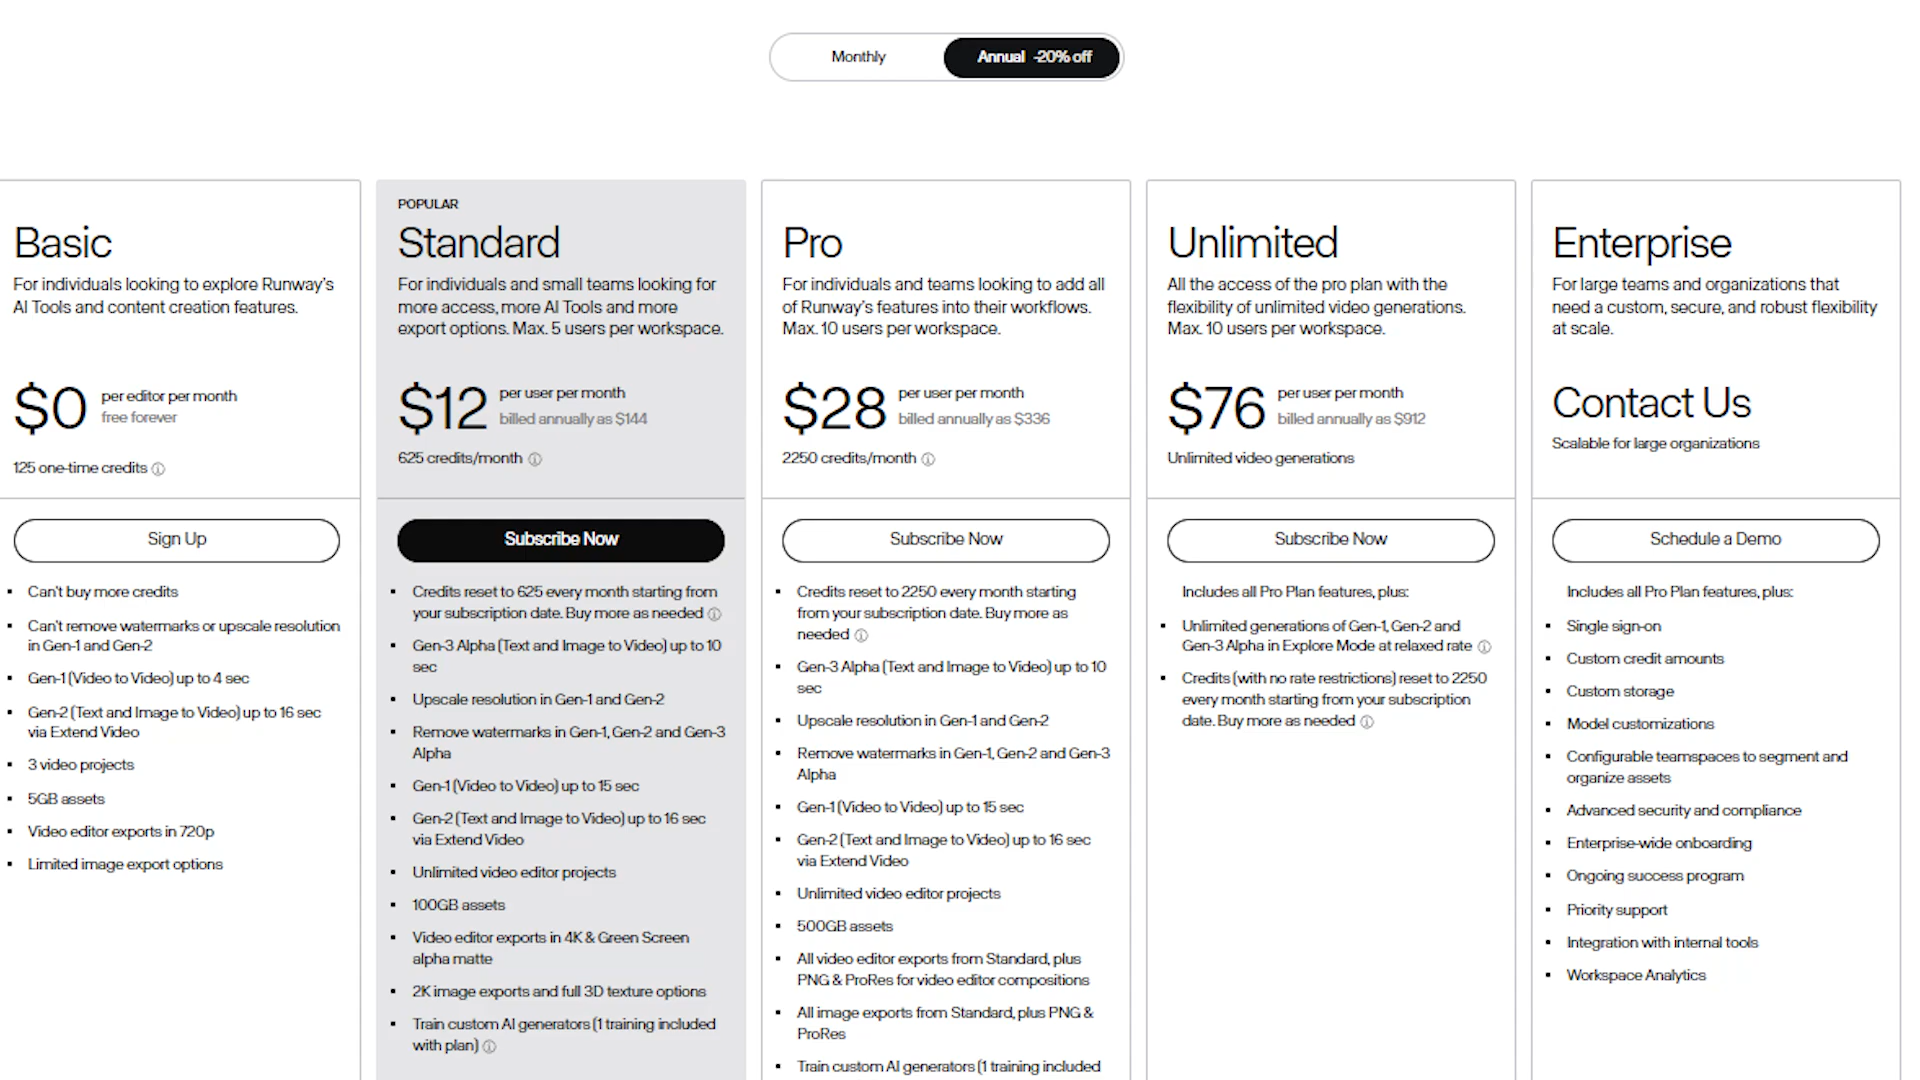 Monthly
Annual -20% off
Basic
For individuals looking to explore Runway's
AI Tools and content creation features.
$0
per editor per month
free forever
125 one-time credits
Sign Up
Can't buy more credits
Can't remove watermarks or upscale resolution
in Gen-1 and Gen-2
Gen-1 (Video to Video) up to 4 sec
Gen-2 (Text and Image to Video) up to 16 sec
via Extend Video
3 video projects
5GB assets
Video editor exports in 720p
Limited image export options
POPULAR
Standard
For individuals and small teams looking for
more access, more AI Tools and more
export options. Max. 5 users per workspace.
$12
per user per month
billed annually as $144
625 credits/month
Subscribe Now
Credits reset to 625 every month starting from
your subscription date. Buy more as needed
Gen-3 Alpha (Text and Image to Video) up to 10
sec
Upscale resolution in Gen-1 and Gen-2
Remove watermarks in Gen-1, Gen-2 and Gen-3
Alpha
Gen-1 (Video to Video) up to 15 sec
Gen-2 (Text and Image to Video) up to 16 sec
via Extend Video
Unlimited video editor projects
100GB assets
Video editor exports in 4K & Green Screen
alpha matte
2K image exports and full 3D texture options
Train custom AI generators (1 training included
with plan)
Pro
For individuals and teams looking to add all
of Runway's features into their workflows.
Max. 10 users per workspace.
$28
per user per month
billed annually as $336
2250 credits/month
Subscribe Now
Credits reset to 2250 every month starting
from your subscription date. Buy more as
needed
Gen-3 Alpha (Text and Image to Video) up to 10
sec
Upscale resolution in Gen-1 and Gen-2
Remove watermarks in Gen-1, Gen-2 and Gen-3
Alpha
Gen-1 (Video to Video) up to 15 sec
Gen-2 (Text and Image to Video) up to 16 sec
via Extend Video
Unlimited video editor projects
500GB assets
All video editor exports from Standard, plus
PNG & ProRes for video editor compositions
All image exports from Standard, plus PNG &
ProRes
Train custom AI generators (1 training included
Unlimited
All the access of the pro plan with the
flexibility of unlimited video generations.
Max. 10 users per workspace.
$76
per user per month
billed annually as $912
Unlimited video generations
Subscribe Now
Includes all Pro Plan features, plus:
Unlimited generations of Gen-1, Gen-2 and
Gen-3 Alpha in Explore Mode at relaxed rate
Credits (with no rate restrictions) reset to 2250
every month starting from your subscription
date. Buy more as needed
Enterprise
For large teams and organizations that
need a custom, secure, and robust flexibility
at scale.
Contact Us
Scalable for large organizations
Schedule a Demo
Includes all Pro Plan features, plus:
Single sign-on
Custom credit amounts
Custom storage
Model customizations
Configurable teamspaces to segment and
organize assets
Advanced security and compliance
Enterprise-wide onboarding
Ongoing success program
Priority support
Integration with internal tools
Workspace Analytics